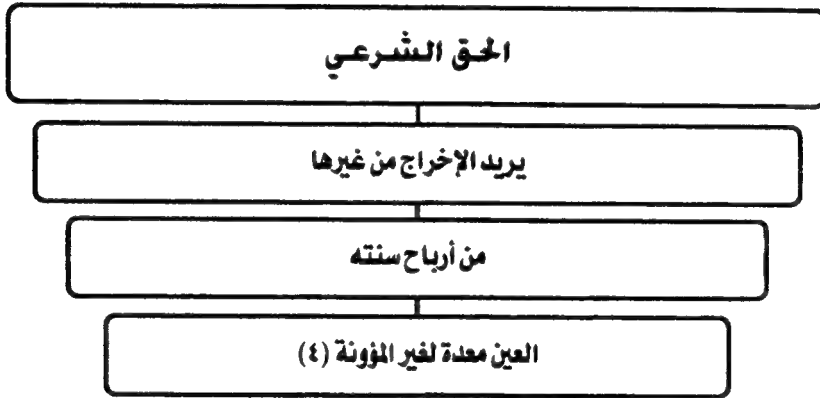 الحق الشرعي
يريد الإخراج من غيرها
من أرباح سنته
العين معدة لغير المؤونة (٤)